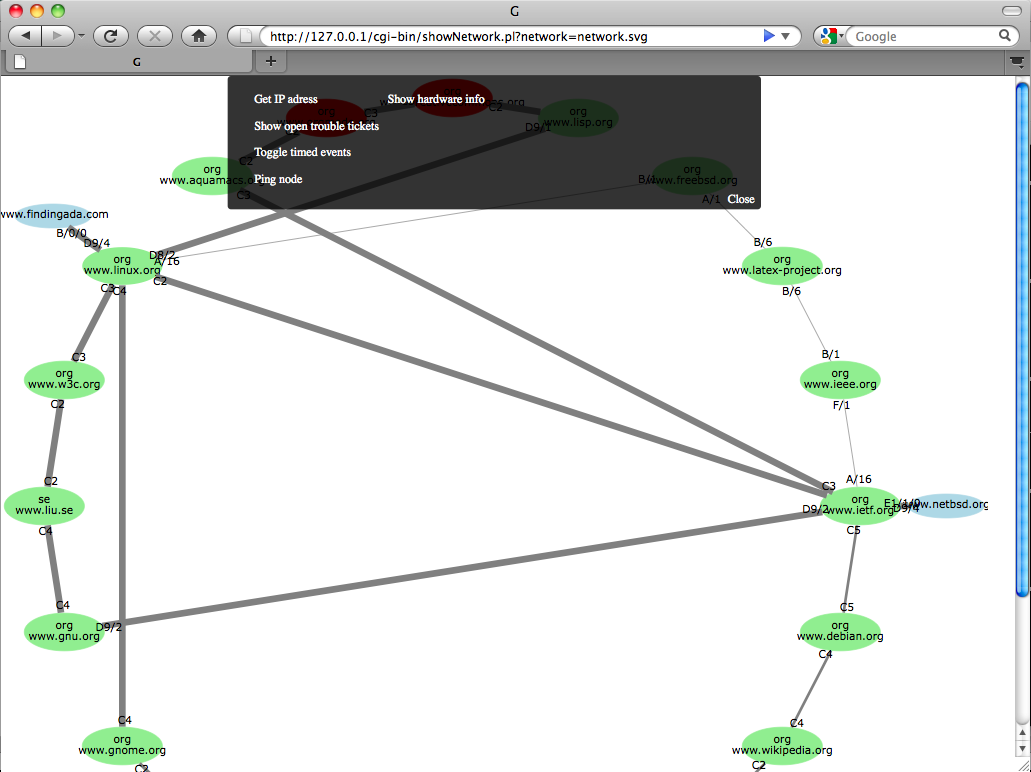 G
http://127.0.0.1/cgi-bin/showNetwork.pl?network=network.svg
Google
G
Get IP adress
Show hardware info
Show open trouble tickets
Toggle timed events
Ping node
Close
org
C3
C2
org
org
www.lisp.org
D9/1
C2
org
www.aquamacs.org
C3
org
www.freebsd.org
B/4
A/1
www.findingada.com
B/0/0
D9/4
org
www.linux.org
D8/2
A/16
C2
C3
C4
B/6
org
www.latex-project.org
B/6
C3
org
www.w3c.org
C2
B/1
org
www.ieee.org
F/1
C2
se
www.liu.se
C4
C3
A/16
org
www.ietf.org
D9/2
C5
E1/1/0
D9/4
www.netbsd.org
C4
org
www.gnu.org
D9/2
C5
org
www.debian.org
C4
C4
org
www.gnome.org
C2
C4
org
www.wikipedia.org
C2